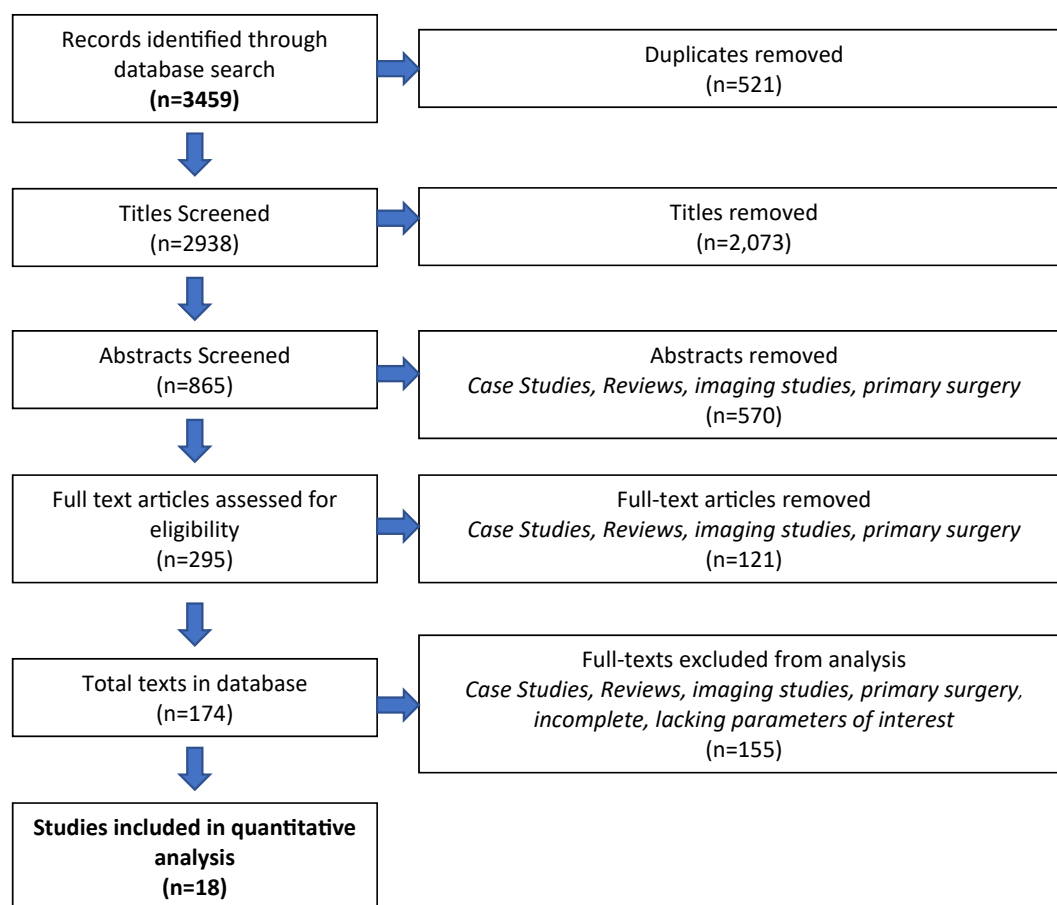 Records identified through
database search
(n=3459)
Duplicates removed
(n=521)
Titles Screened
(n=2938)
Titles removed
(n=2,073)
Abstracts Screened
(n=865)
Abstracts removed
Case Studies, Reviews, imaging studies, primary surgery
(n=570)
Full text articles assessed for
eligibility
(n=295)
Full-text articles removed
Case Studies, Reviews, imaging studies, primary surgery
(n=121)
Total texts in database
(n=174)
Full-texts excluded from analysis
Case Studies, Reviews, imaging studies, primary surgery,
incomplete, lacking parameters of interest
(n=155)
Studies included in quantitative
analysis
(n=18)